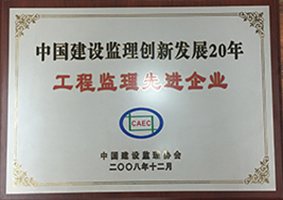 中国建设监理创新发展20年
工程监理先进企业
CAEC
中国建设监理协会
二〇〇八年十二月